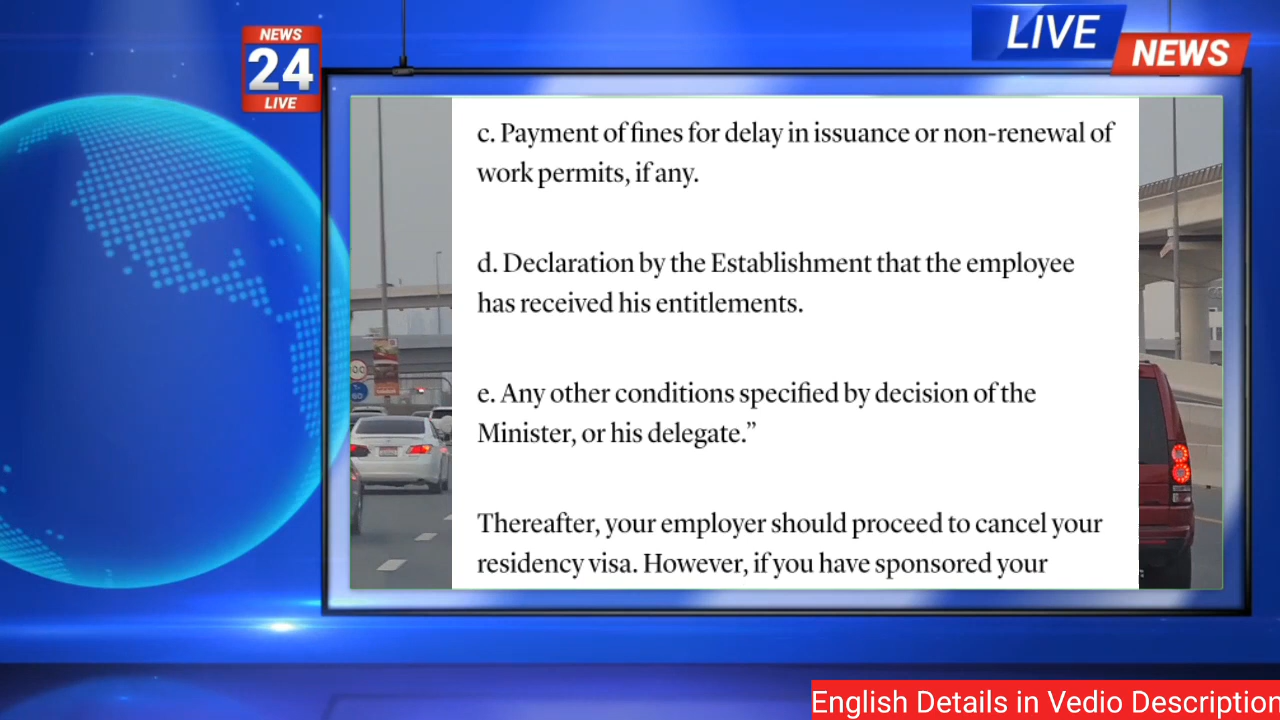 NEWS
24
LIVE
LIVE
NEWS
c. Payment of fines for delay in issuance or non-renewal of
work permits, if any.
d. Declaration by the Establishment that the employee
has received his entitlements.
e. Any other conditions specified by decision of the
Minister, or his delegate.”
Thereafter, your employer should proceed to cancel your
residency visa. However, if you have sponsored your
60
English Details in Vedio Description